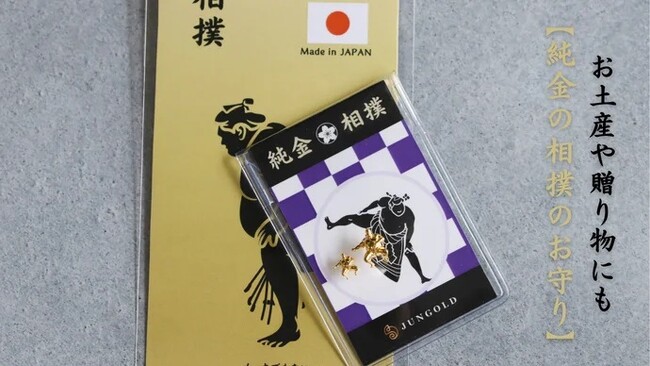 お土産や贈り物にも
【純金の相撲のお守り】
相撲
Made in JAPAN
純金 相撲
JUNGOLD